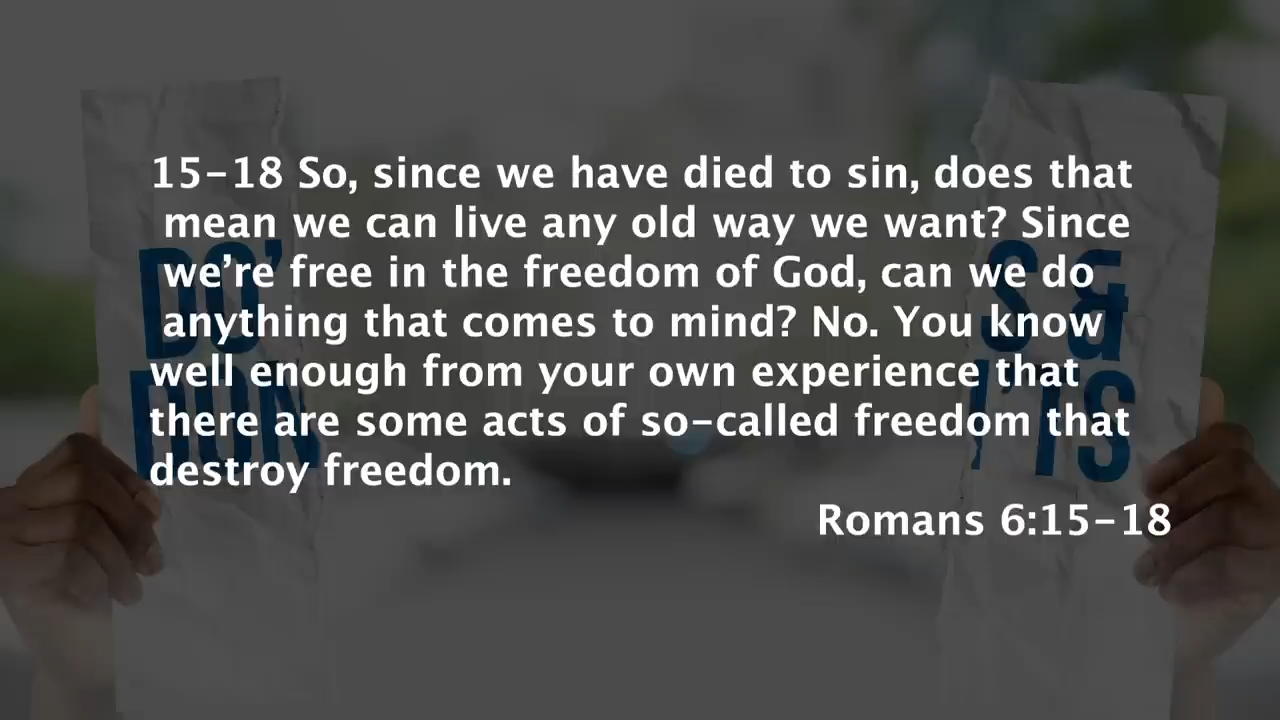 15-18 So, since we have died to sin, does that
mean we can live any old way we want? Since
we’re free in the freedom of God, can we do
anything that comes to mind? No. You know
well enough from your own experience that
there are some acts of so-called freedom that
destroy freedom.
Romans 6:15-18
DO'
DON
S &
TS